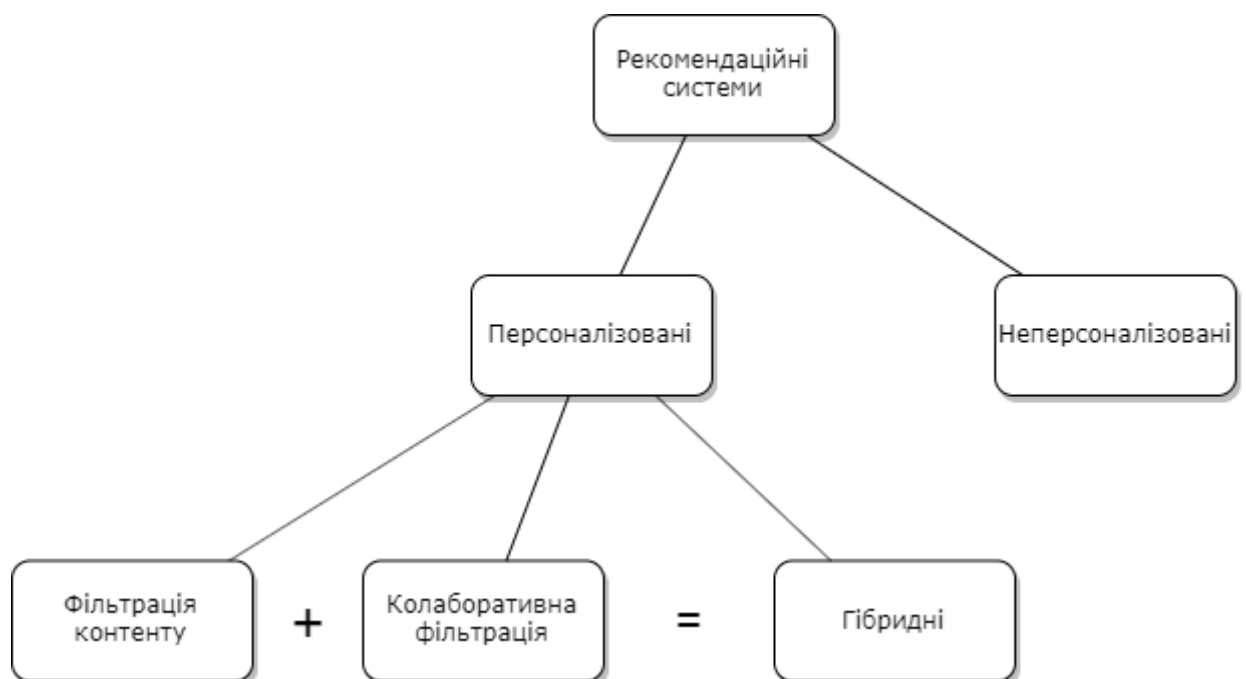 Рекомендаційні
системи
Персоналізовані
Неперсоналізовані
Фільтрація
контенту
+
Колаборативна
фільтрація
=
Гібридні